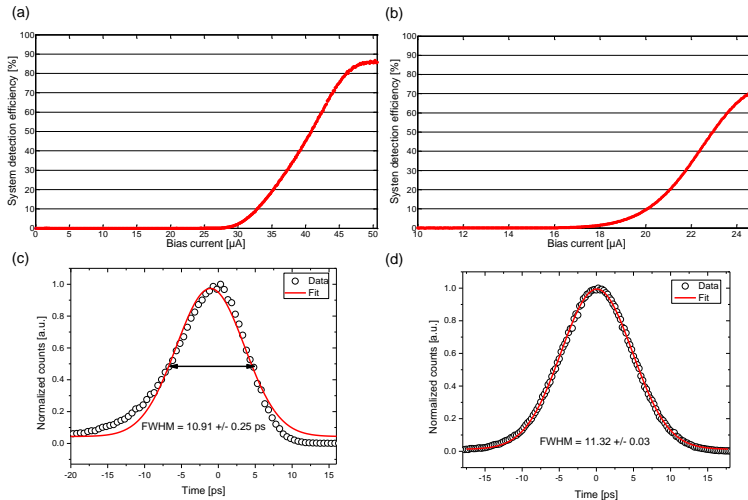 (a)
100
90
80
70
60
50
40
30
20
10
0
System detection efficiency [%]
0 5 10 15 20 25 30 35 40 45 50
Bias current [µA]
(b)
100
90
80
70
60
50
40
30
20
10
0
System detection efficiency [%]
10 12 14 16 18 20 22 24
Bias current [µA]
(c)
1.0
0.8
0.6
0.4
0.2
0.0
Normalized counts [a.u.]
Data
Fit
FWHM = 10.91 +/- 0.25 ps
-20 -15 -10 -5 0 5 10 15
Time [ps]
(d)
1.0
0.8
0.6
0.4
0.2
0.0
Normalized counts [a.u.]
Data
Fit
FWHM = 11.32 +/- 0.03
-15 -10 -5 0 5 10 15
Time [ps]